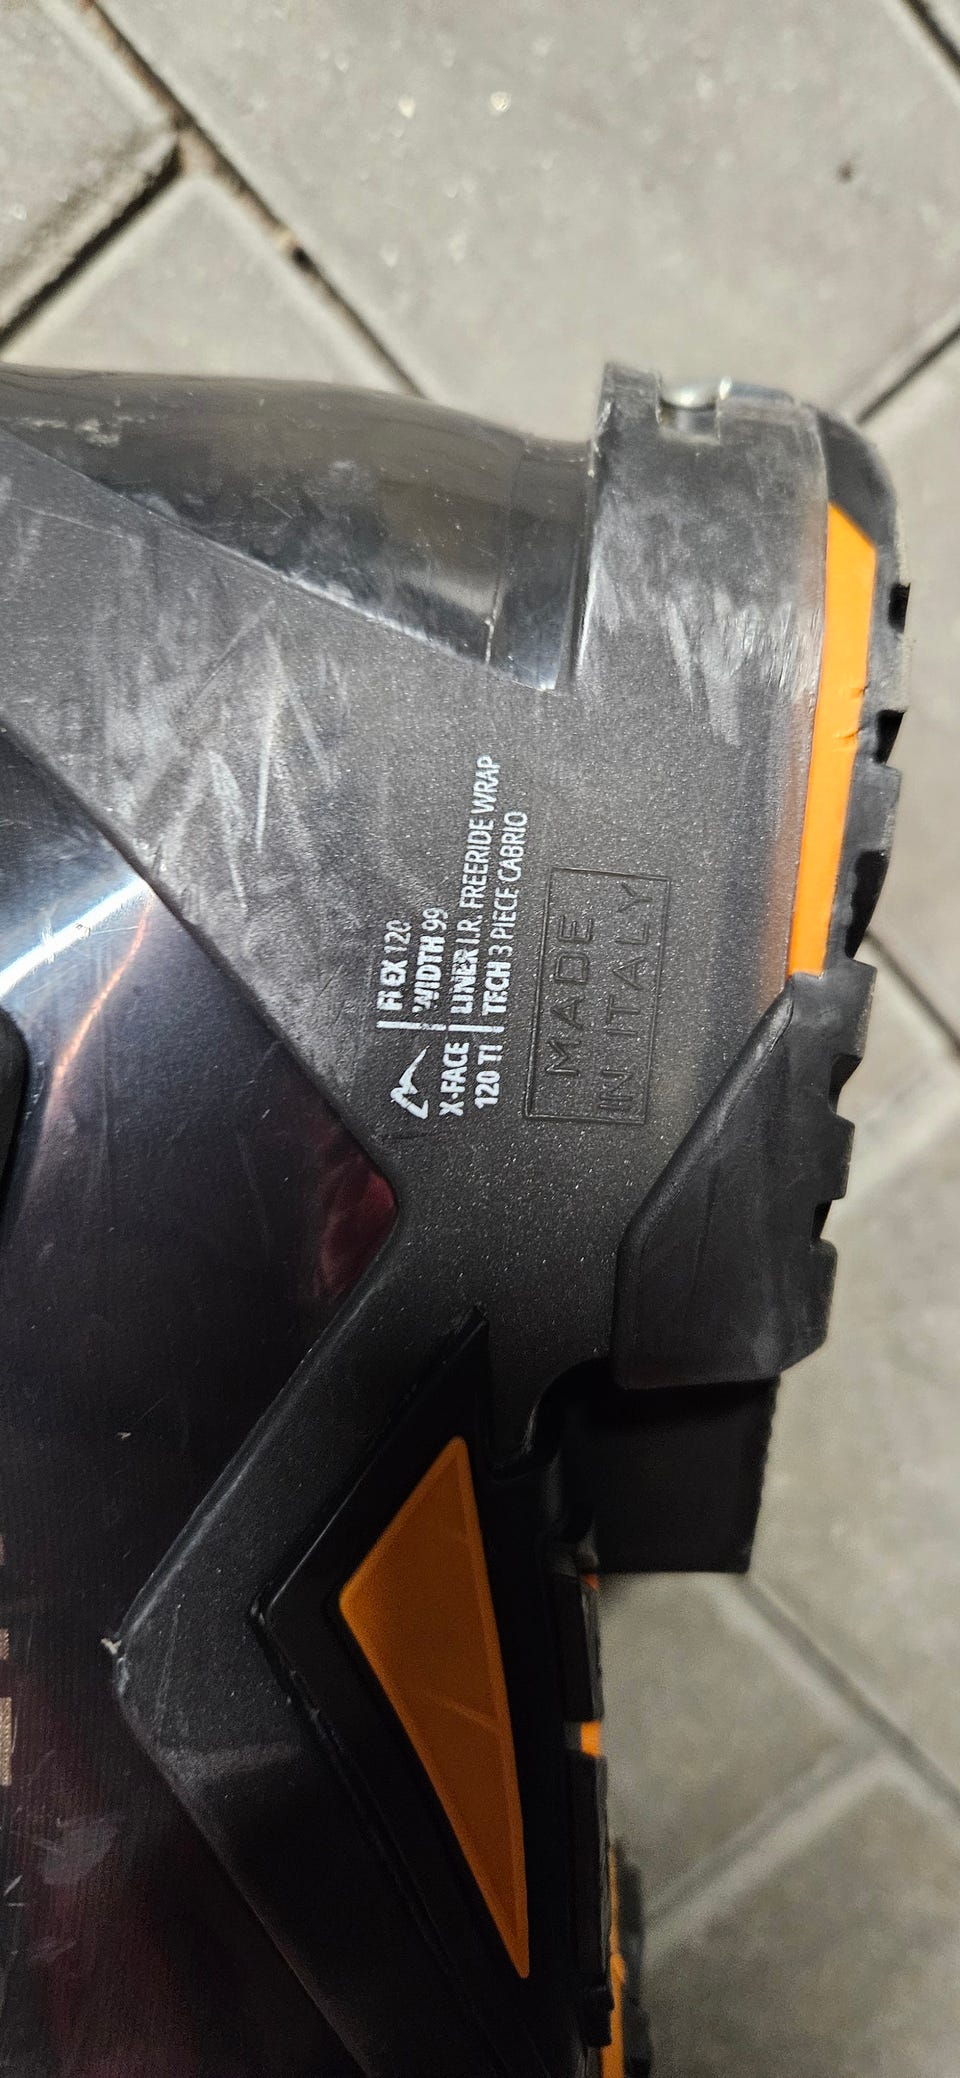 FLEX 120
WIDTH 99
X-FACE | LINER I.R. FREERIDE WRAP
120 TI | TECH 3 PIECE CABRIO
MADE
IN ITALY